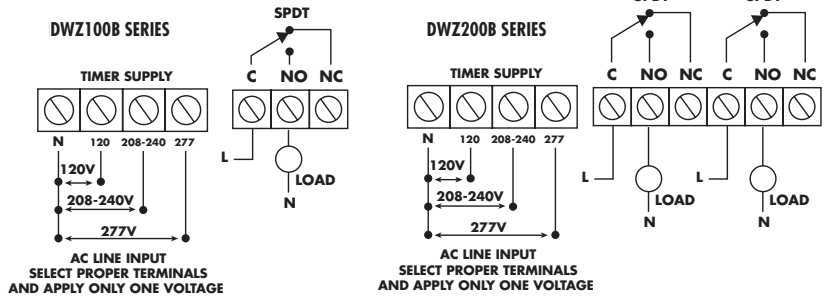 SPDT
DWZ100B SERIES
TIMER SUPPLY
C NO NC
N 120 208-240 277
L
120V
LOAD
208-240V
N
277V
AC LINE INPUT
SELECT PROPER TERMINALS
AND APPLY ONLY ONE VOLTAGE
SPDT SPDT
DWZ200B SERIES
TIMER SUPPLY
C NO NC C NO NC
N 120 208-240 277
120V
L L
208-240V
LOAD LOAD
N N
277V
AC LINE INPUT
SELECT PROPER TERMINALS
AND APPLY ONLY ONE VOLTAGE